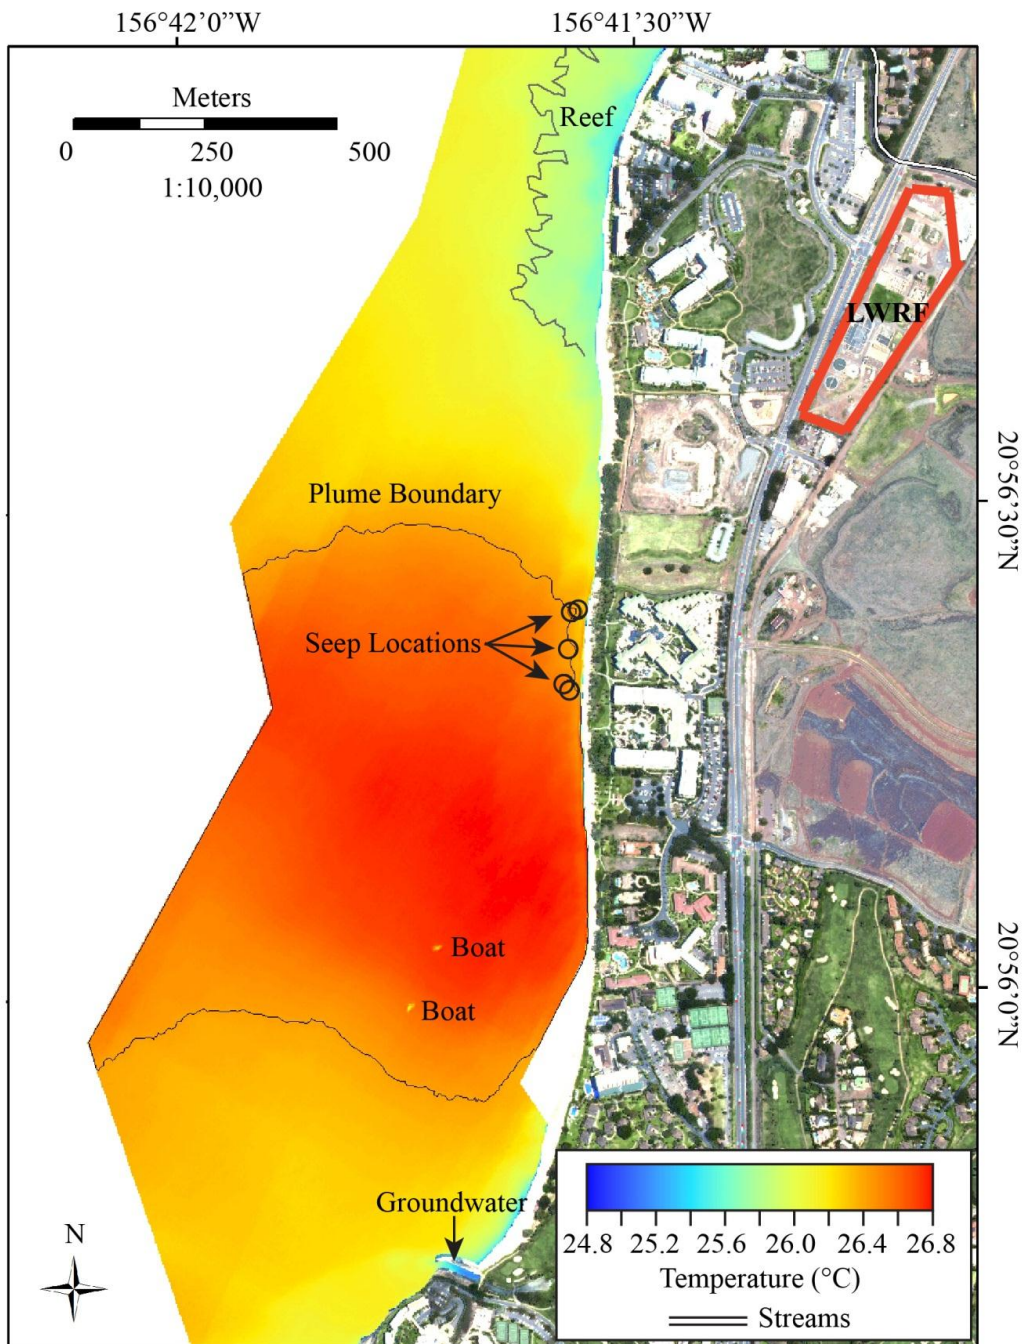 156°42’0”W
156°41’30”W
Meters
0 250 500
1:10,000
Reef
LWRF
Plume Boundary
20°56’30”N
Seep Locations
Boat
20°56’0”N
Boat
Groundwater
N
24.8 25.2 25.6 26.0 26.4 26.8
Temperature (°C)
Streams